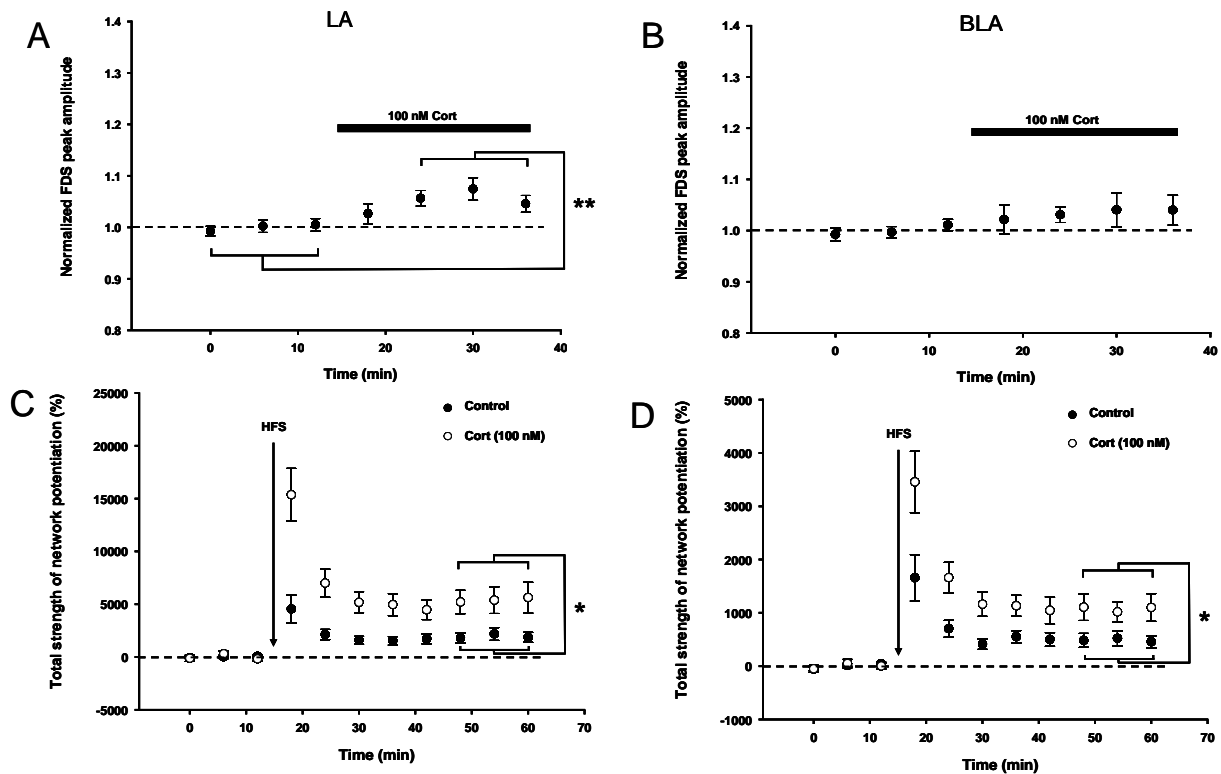 A
LA
Normalized FDS peak amplitude
1.4
1.3
1.2
1.1
1.0
0.9
0.8
100 nM Cort
**
0 10 20 30 40
Time (min)
B
BLA
Normalized FDS peak amplitude
1.4
1.3
1.2
1.1
1.0
0.9
0.8
100 nM Cort
0 10 20 30 40
Time (min)
C
Total strength of network potentiation (%)
25000
20000
15000
10000
5000
0
-5000
HFS
Control
Cort (100 nM)
*
0 10 20 30 40 50 60 70
Time (min)
D
Total strength of network potentiation (%)
5000
4000
3000
2000
1000
0
-1000
HFS
Control
Cort (100 nM)
*
0 10 20 30 40 50 60 70
Time (min)